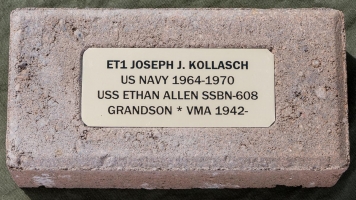 ET1 JOSEPH J. KOLLASCH
US NAVY 1964-1970
USS ETHAN ALLEN SSBN-608
GRANDSON * VMA 1942-